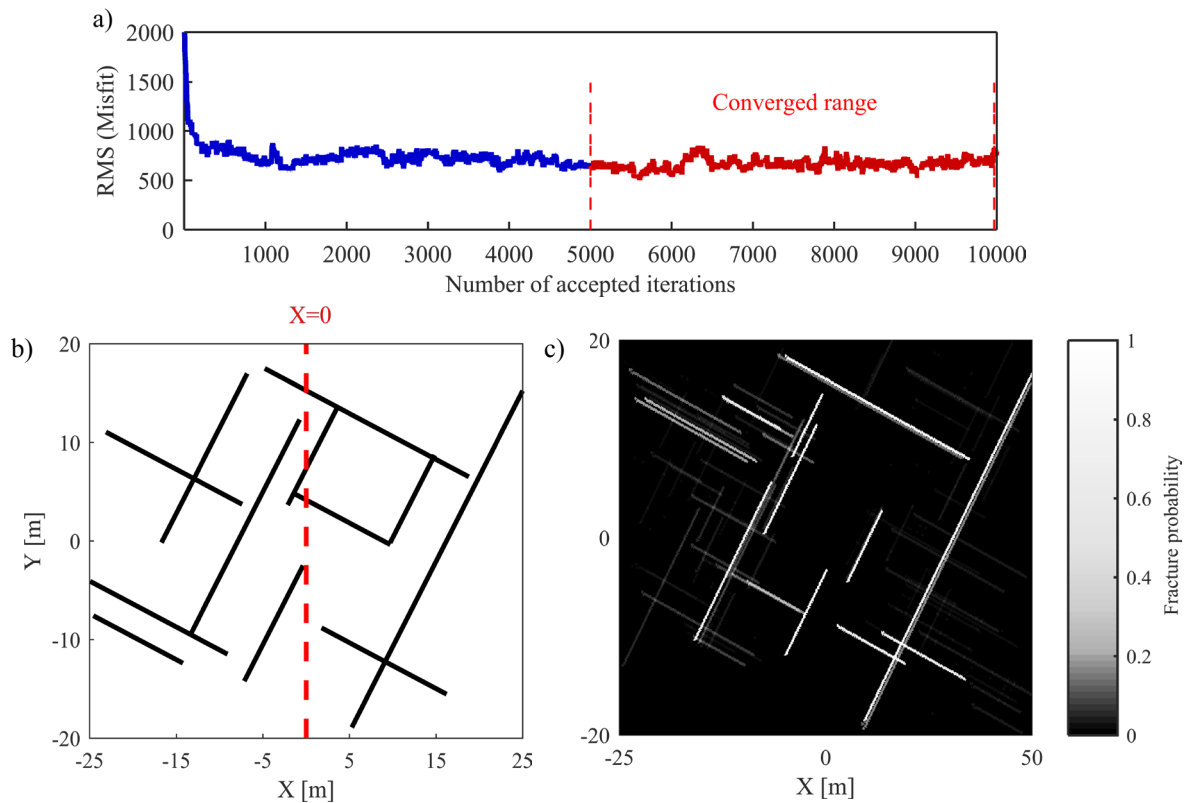 a)
2000
1500
1000
500
0
RMS (Misfit)
Converged range
1000 2000 3000 4000 5000 6000 7000 8000 9000 10000
Number of accepted iterations
X=0
b)
20
10
0
-10
-20
Y [m]
-25 -15 -5 5 15 25
X [m]
c)
20
0
-20
-25 0 50
X [m]
1
0.8
0.6
0.4
0.2
0
Fracture probability